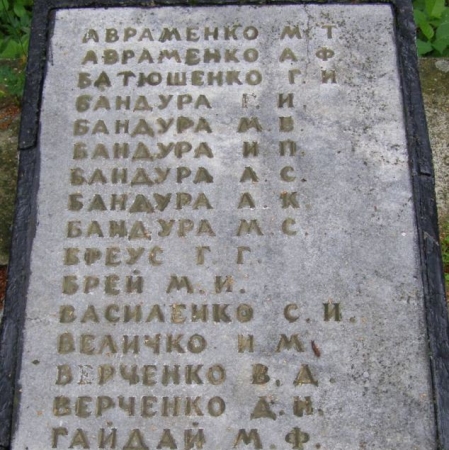 АВРАМЕНКО М Т
АВРАМЕНКО А Ф
БАТЮШЕНКО Г И
БАНДУРА Г И.
БАНДУРА М В
БАНДУРА И П.
БАНДУРА А С.
БАНДУРА А К
БАНДУРА М С.
БРЕУС Г Г.
БРЕЙ М. И.
ВАСИЛЕНКО С. И.
ВЕЛИЧКО И М.
ВЕРЧЕНКО В. Д.
ВЕРЧЕНКО Д. И.
ГАЙДАЙ М. Ф.